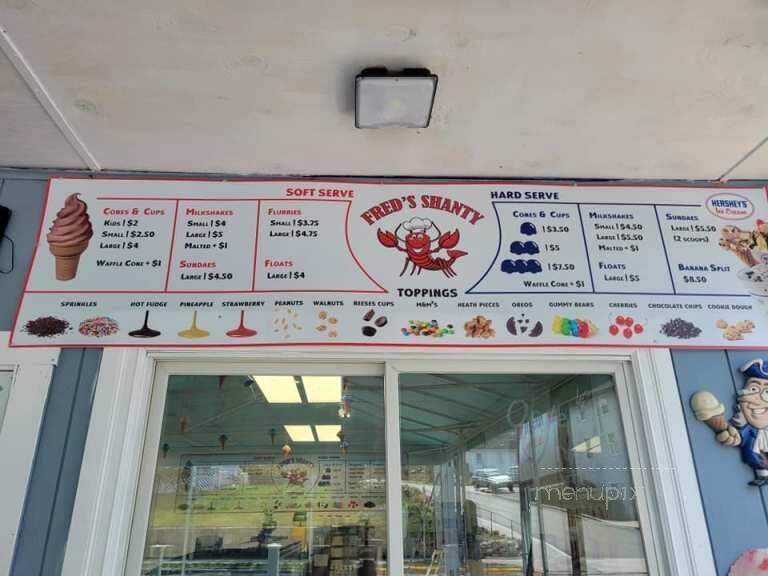 SOFT SERVE
CONES & CUPS
KIDS | $2
SMALL | $2.50
LARGE | $4
WAFFLE CONE + $1
MILKSHAKES
SMALL | $4
LARGE | $5
MALTED + $1
SUNDAES
LARGE | $4.50
FLURRIES
SMALL | $3.75
LARGE | $4.75
FLOATS
LARGE | $4
FRED'S SHANTY
HARD SERVE
CONES & CUPS
| $3.50
| $5
| $7.50
WAFFLE CONE + $1
MILKSHAKES
SMALL | $4.50
LARGE | $5.50
MALTED + $1
FLOATS
LARGE | $5
SUNDAES
LARGE | $5.50
(2 SCOOPS)
BANANA SPLIT
$8.50
HERSHEY'S
Ice Cream
TOPPINGS
SPRINKLES HOT FUDGE PINEAPPLE STRAWBERRY PEANUTS WALNUTS REESES CUPS M&M'S HEATH PIECES OREOS GUMMY BEARS CHERRIES CHOCOLATE CHIPS COOKIE DOUGH
menupix